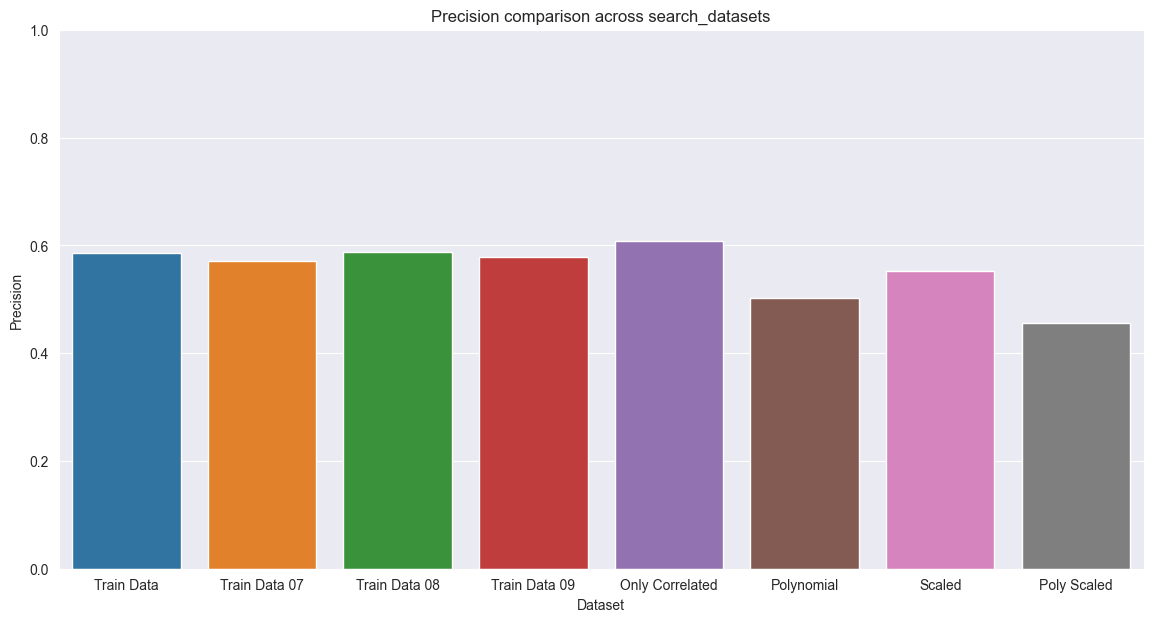 Precision comparison across search_datasets
1.0
0.8
0.6
0.4
0.2
0.0
Precision
Train Data
Train Data 07
Train Data 08
Train Data 09
Only Correlated
Polynomial
Scaled
Poly Scaled
Dataset